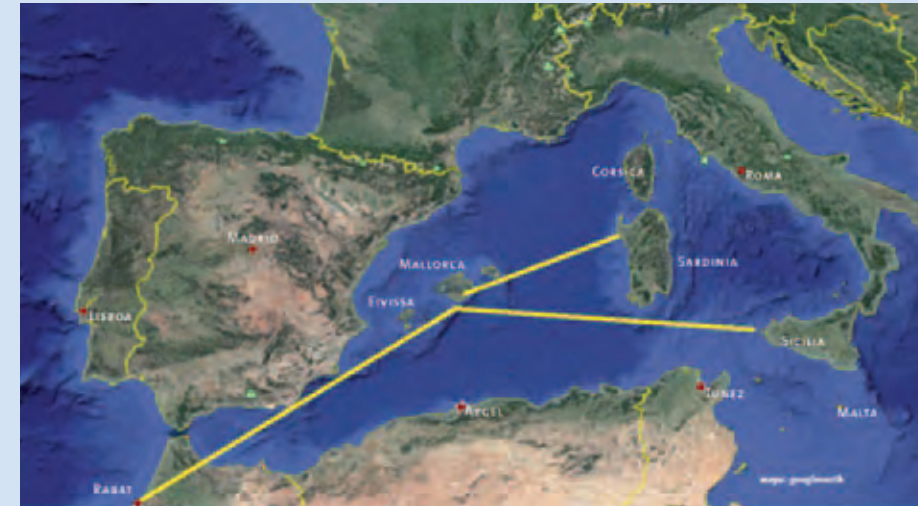 CORSICA
ROMA
MADRID
MALLORCA
SARDINIA
EIVISSA
LISBOA
SICILIA
TUNEZ
ARGEL
MALTA
RABAT
maps: googleearth